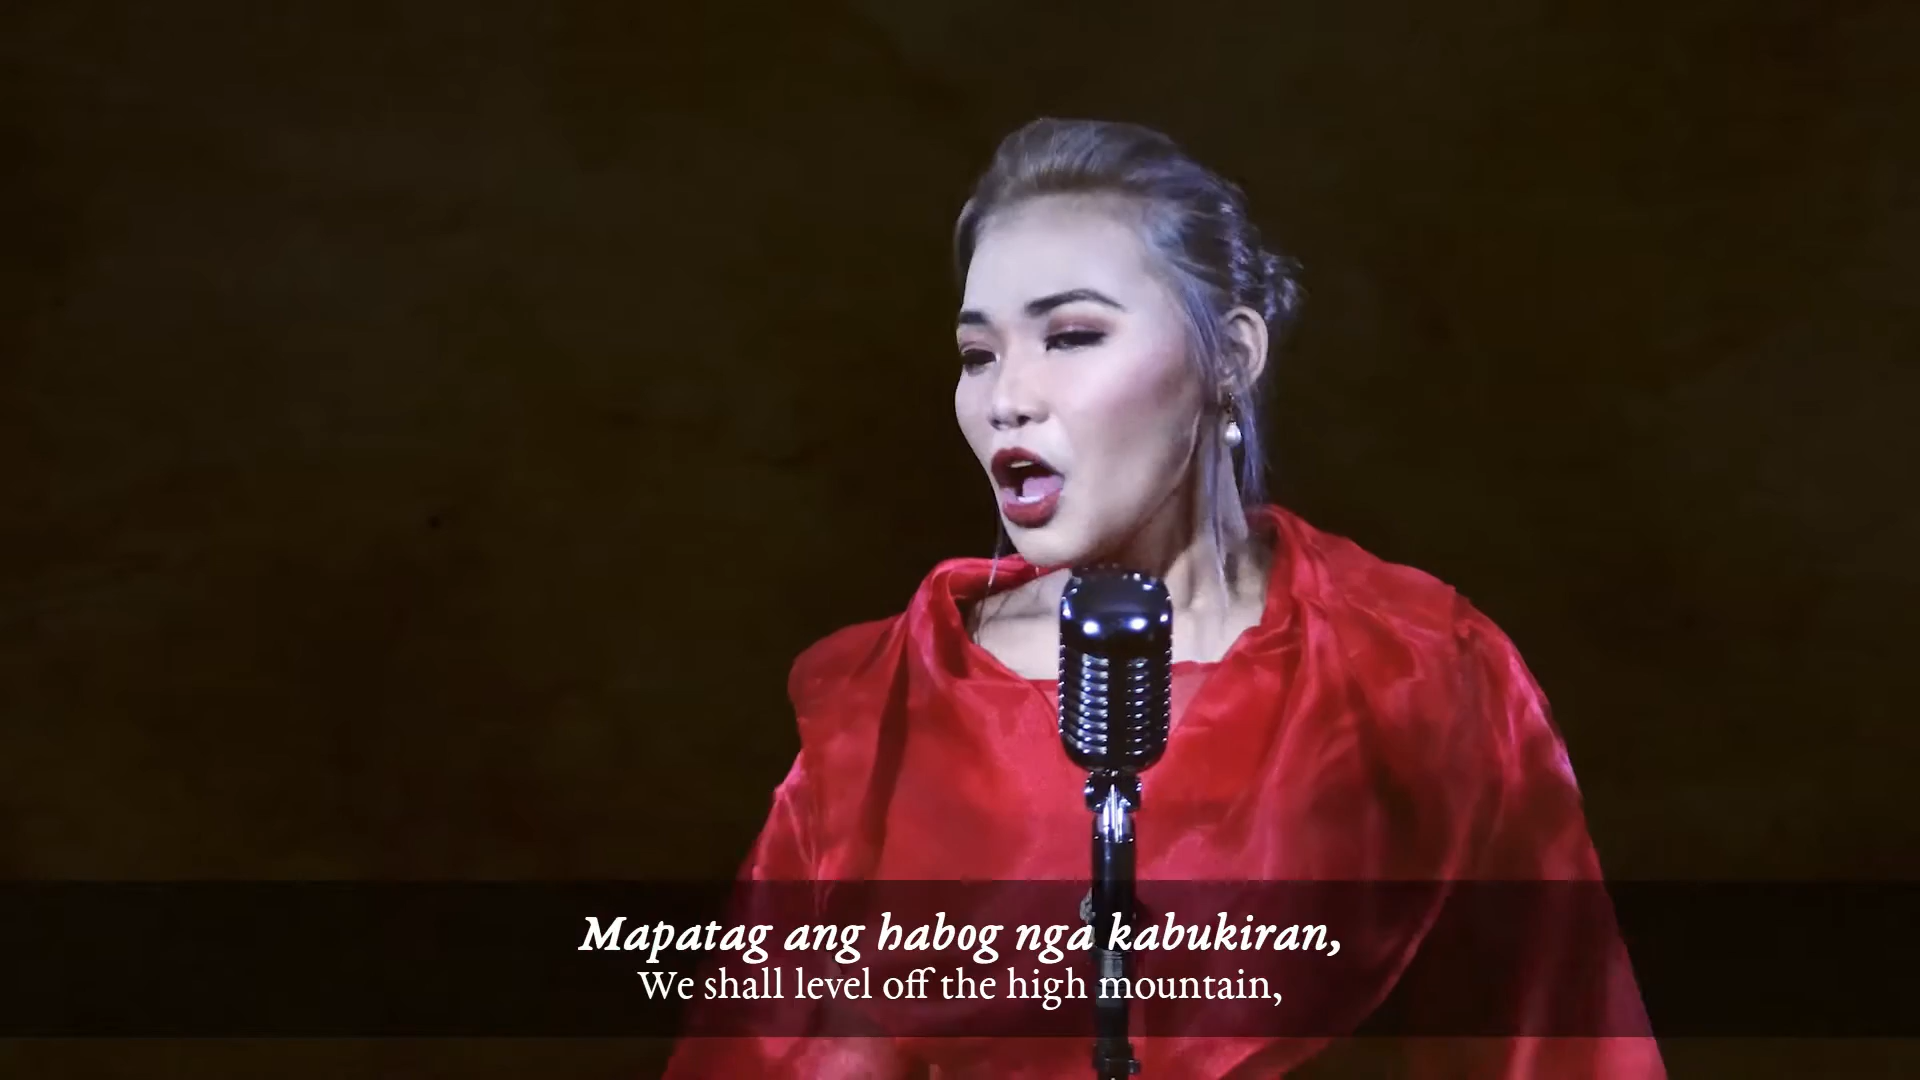 Mapatag ang habog nga kabukiran,
We shall level off the high mountain,